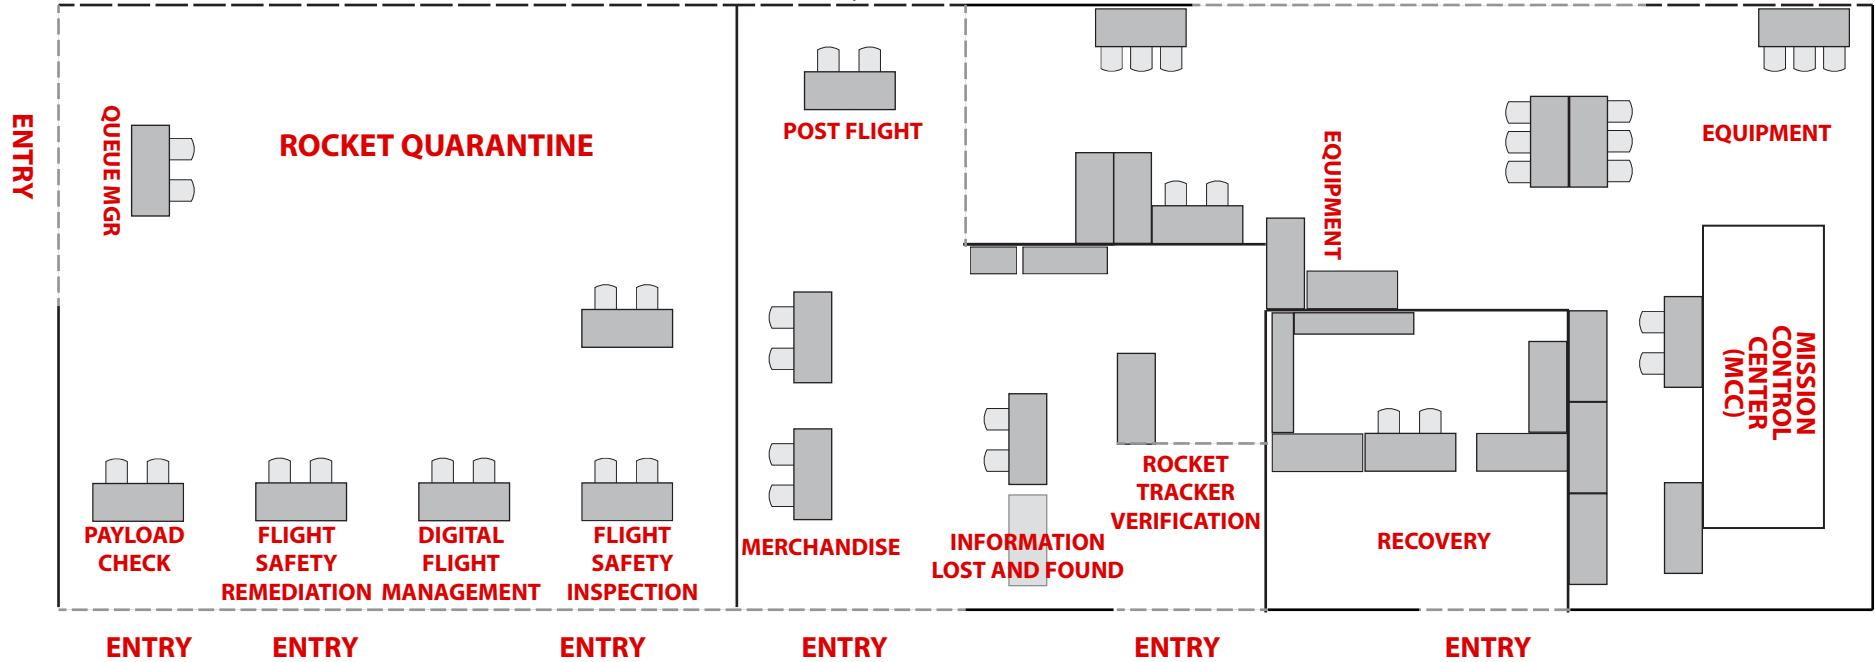 ENTRY
QUEUE MGR
ROCKET QUARANTINE
POST FLIGHT
EQUIPMENT
EQUIPMENT
MISSION
CONTROL
CENTER
(MCC)
PAYLOAD
CHECK
FLIGHT
SAFETY
REMEDIATION
DIGITAL
FLIGHT
MANAGEMENT
FLIGHT
SAFETY
INSPECTION
MERCHANDISE
INFORMATION
LOST AND FOUND
ROCKET
TRACKER
VERIFICATION
RECOVERY
ENTRY
ENTRY
ENTRY
ENTRY
ENTRY
ENTRY